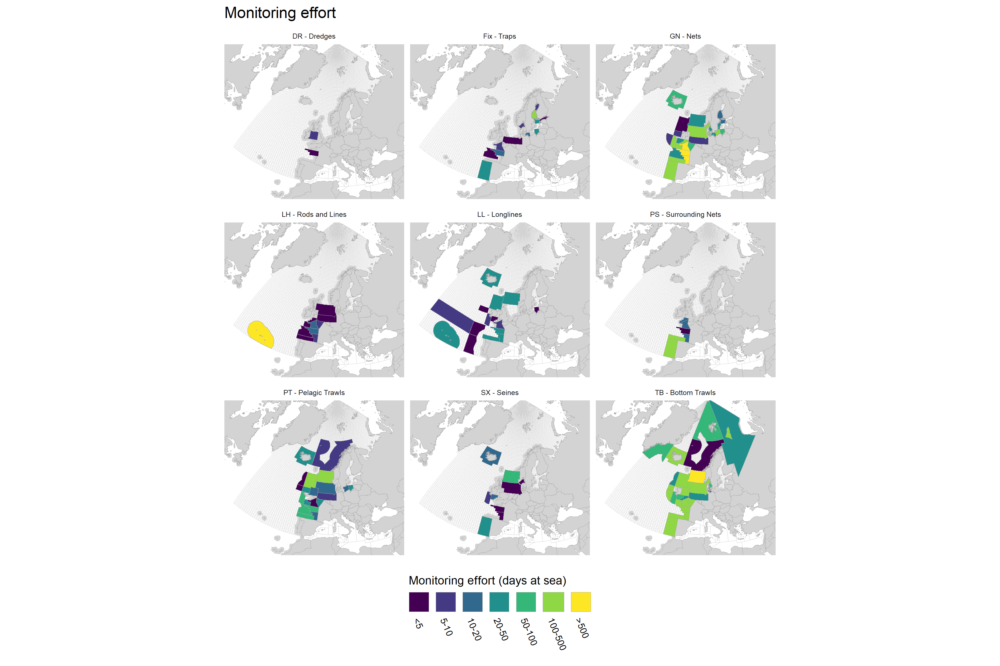 Monitoring effort
DR - Dredges
Fix - Traps
GN - Nets
LH - Rods and Lines
LL - Longlines
PS - Surrounding Nets
PT - Pelagic Trawls
SX - Seines
TB - Bottom Trawls
Monitoring effort (days at sea)
<5
5-10
10-20
20-50
50-100
100-500
>500